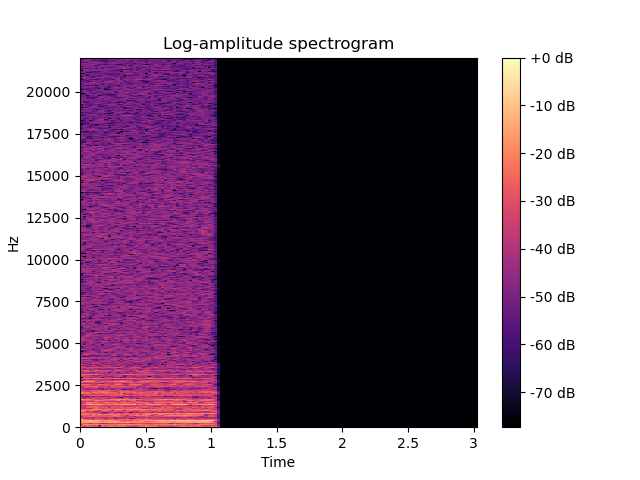 Log-amplitude spectrogram
+0 dB
-10 dB
-20 dB
-30 dB
-40 dB
-50 dB
-60 dB
-70 dB
Hz
20000
17500
15000
12500
10000
7500
5000
2500
0
0 0.5 1 1.5 2 2.5 3
Time